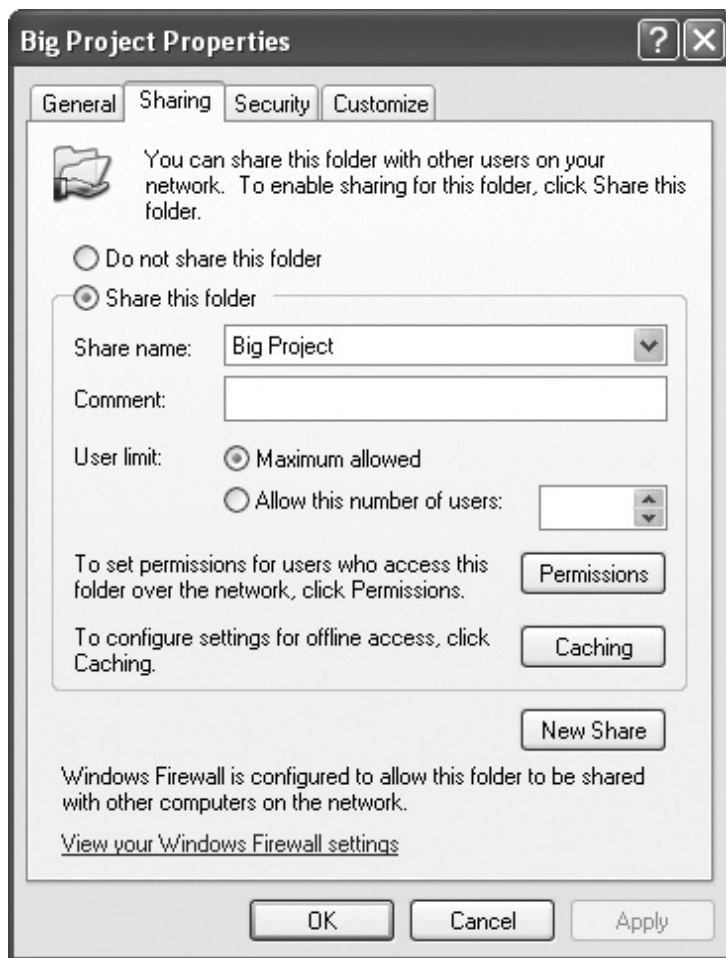 Big Project Properties
General Sharing Security Customize
You can share this folder with other users on your
network. To enable sharing for this folder, click Share this
folder.
Do not share this folder
Share this folder
Share name: Big Project
Comment:
User limit: Maximum allowed
Allow this number of users:
To set permissions for users who access this
folder over the network, click Permissions.
Permissions
To configure settings for offline access, click
Caching.
Caching
New Share
Windows Firewall is configured to allow this folder to be shared
with other computers on the network.
View your Windows Firewall settings
OK Cancel Apply